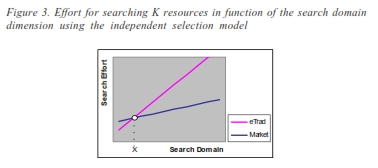 Figure 3. Effort for searching K resources in function of the search domain
dimension using the independent selection model
Search Effort
eTrad
Market
X
Search Domain